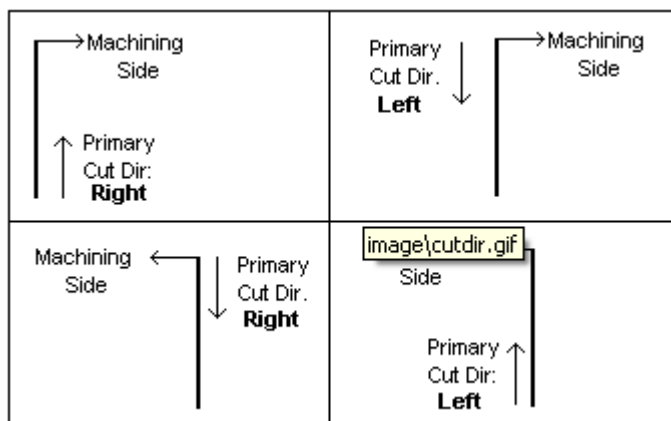 Machining
Side
Primary
Cut Dir:
Right
Primary
Cut Dir.
Left
Machining
Side
Machining
Side
Primary
Cut Dir.
Right
image\cutdir.gif
Side
Primary
Cut Dir:
Left